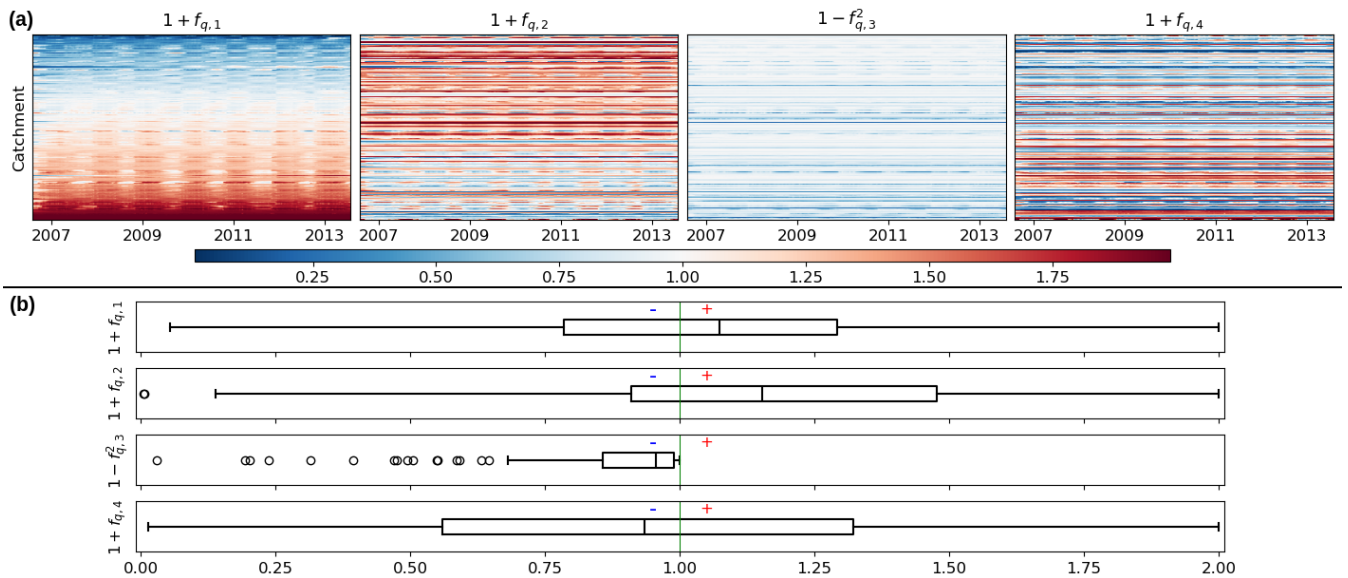 (a)
1 + f_{q,1}
1 + f_{q,2}
1 − f²_{q,3}
1 + f_{q,4}
Catchment
2007 2009 2011 2013
2007 2009 2011 2013
2007 2009 2011 2013
2007 2009 2011 2013
0.25 0.50 0.75 1.00 1.25 1.50 1.75
(b)
1 + f_{q,1}
- +
1 + f_{q,2}
- +
1 − f²_{q,3}
- +
1 + f_{q,4}
- +
0.00 0.25 0.50 0.75 1.00 1.25 1.50 1.75 2.00